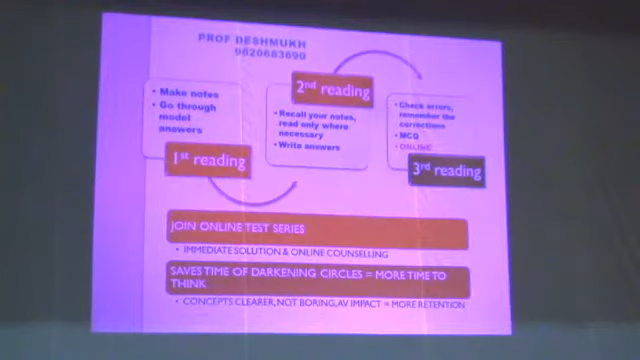 PROF DESHMUKH
9820683690
• Make notes
• Go through
model
answers
1st reading
2nd reading
• Recall your notes,
read only where
necessary
• Write answers
• Check errors,
remember the
corrections
• MCQ
• ONLINE
3rd reading
JOIN ONLINE TEST SERIES
• IMMEDIATE SOLUTION & ONLINE COUNSELLING
SAVES TIME OF DARKENING CIRCLES = MORE TIME TO
THINK
• CONCEPTS CLEARER, NOT BORING, AV IMPACT = MORE RETENTION